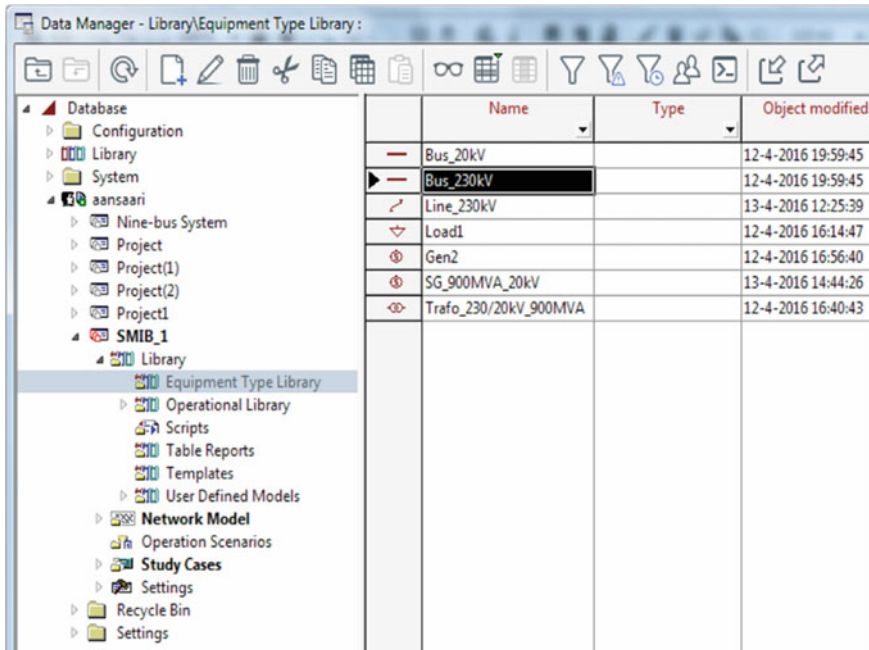 Data Manager - Library\Equipment Type Library :
Database
Configuration
Library
System
aansaari
Nine-bus System
Project
Project(1)
Project(2)
Project1
SMIB_1
Library
Equipment Type Library
Operational Library
Scripts
Table Reports
Templates
User Defined Models
Network Model
Operation Scenarios
Study Cases
Settings
Recycle Bin
Settings
Name Type Object modified
Bus_20kV 12-4-2016 19:59:45
Bus_230kV 12-4-2016 19:59:45
Line_230kV 13-4-2016 12:25:39
Load1 12-4-2016 16:14:47
Gen2 12-4-2016 16:56:40
SG_900MVA_20kV 13-4-2016 14:44:26
Trafo_230/20kV_900MVA 12-4-2016 16:40:43